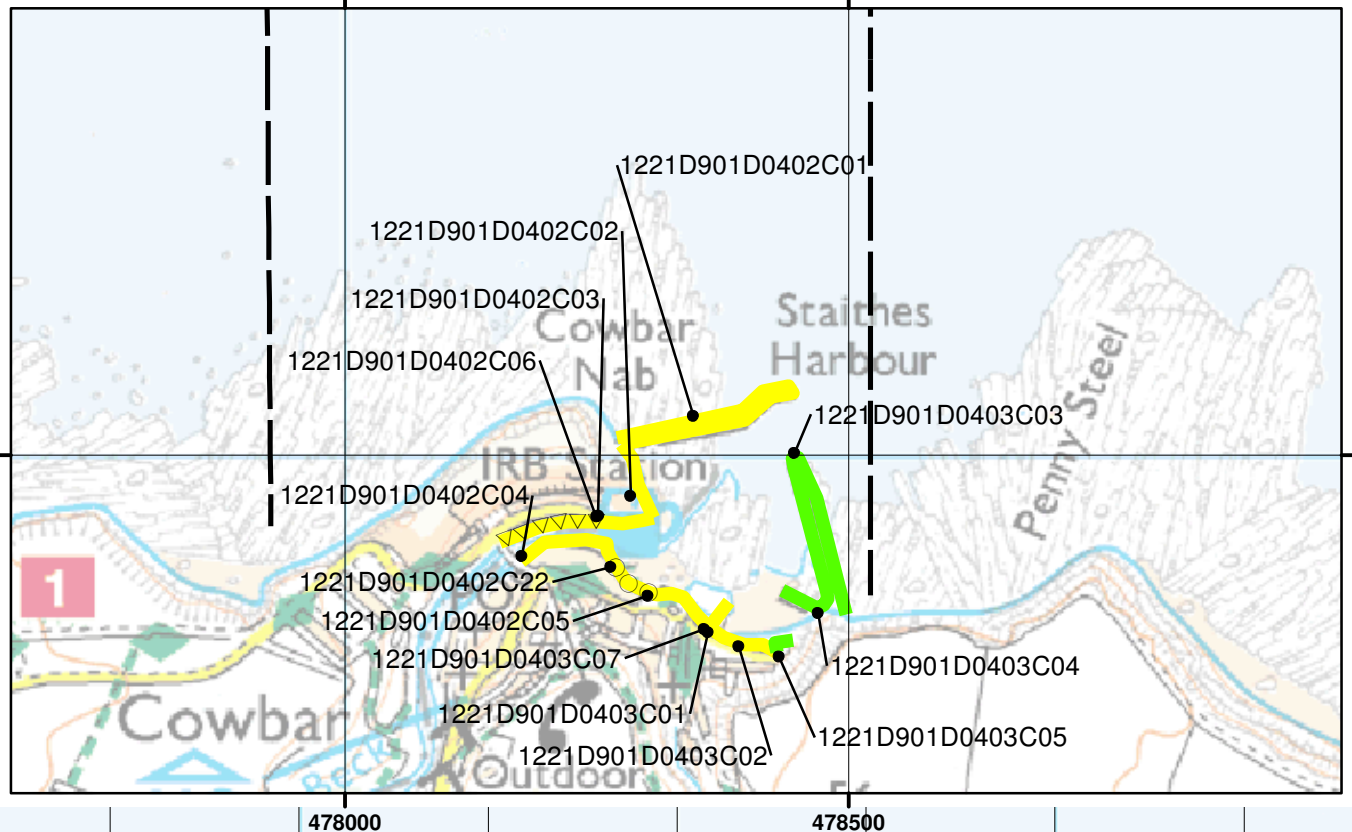 1221D901D0402C01
1221D901D0402C02
1221D901D0402C03
Cowbar
Nab
Staithes
Harbour
1221D901D0402C06
Penny Steel
1221D901D0403C03
IRB Station
1221D901D0402C04
1221D901D0402C22
1
1221D901D0402C05
1221D901D0403C07
1221D901D0403C04
1221D901D0403C01
Cowbar
1221D901D0403C05
1221D901D0403C02
Beck
Outdoor
478000
478500